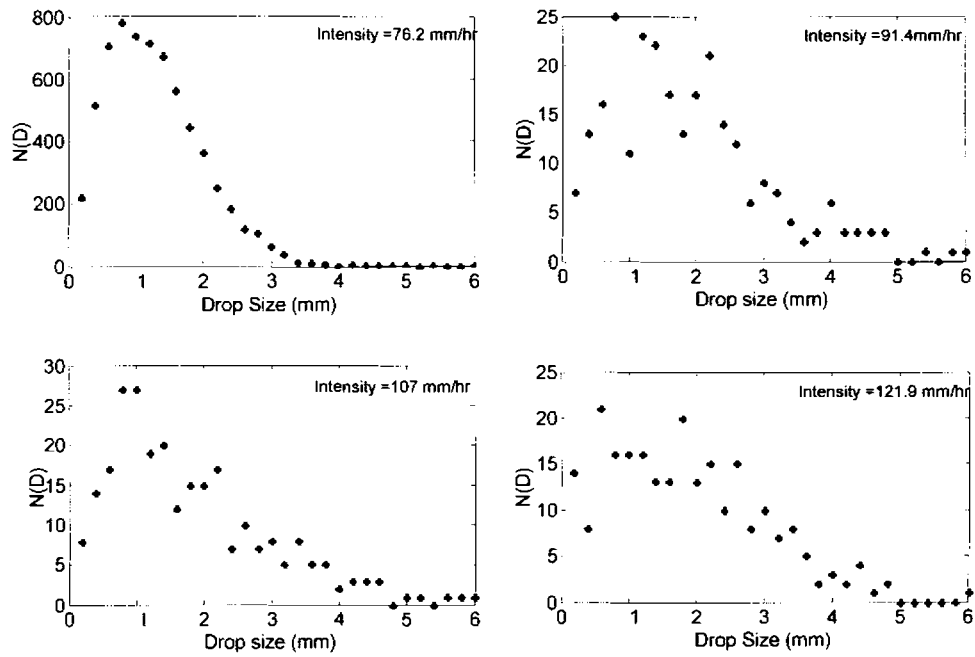 Intensity =76.2 mm/hr
N(D)
800
600
400
200
0
0 1 2 3 4 5 6
Drop Size (mm)
Intensity =91.4mm/hr
N(D)
25
20
15
10
5
0
0 1 2 3 4 5 6
Drop size (mm)
Intensity =107 mm/hr
N(D)
30
25
20
15
10
5
0
0 1 2 3 4 5 6
Drop size (mm)
Intensity =121.9 mm/hr
N(D)
25
20
15
10
5
0
0 1 2 3 4 5 6
Drop Size (mm)